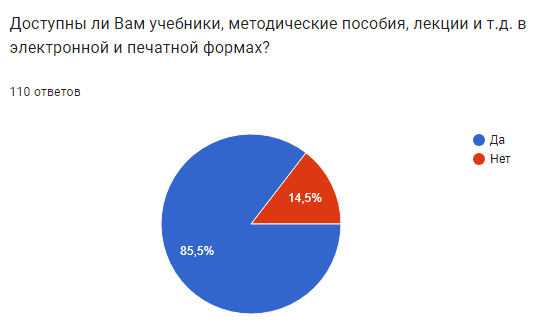 Доступны ли Вам учебники, методические пособия, лекции и т.д. в
электронной и печатной формах?
110 ответов
Да
Нет
14,5%
85,5%